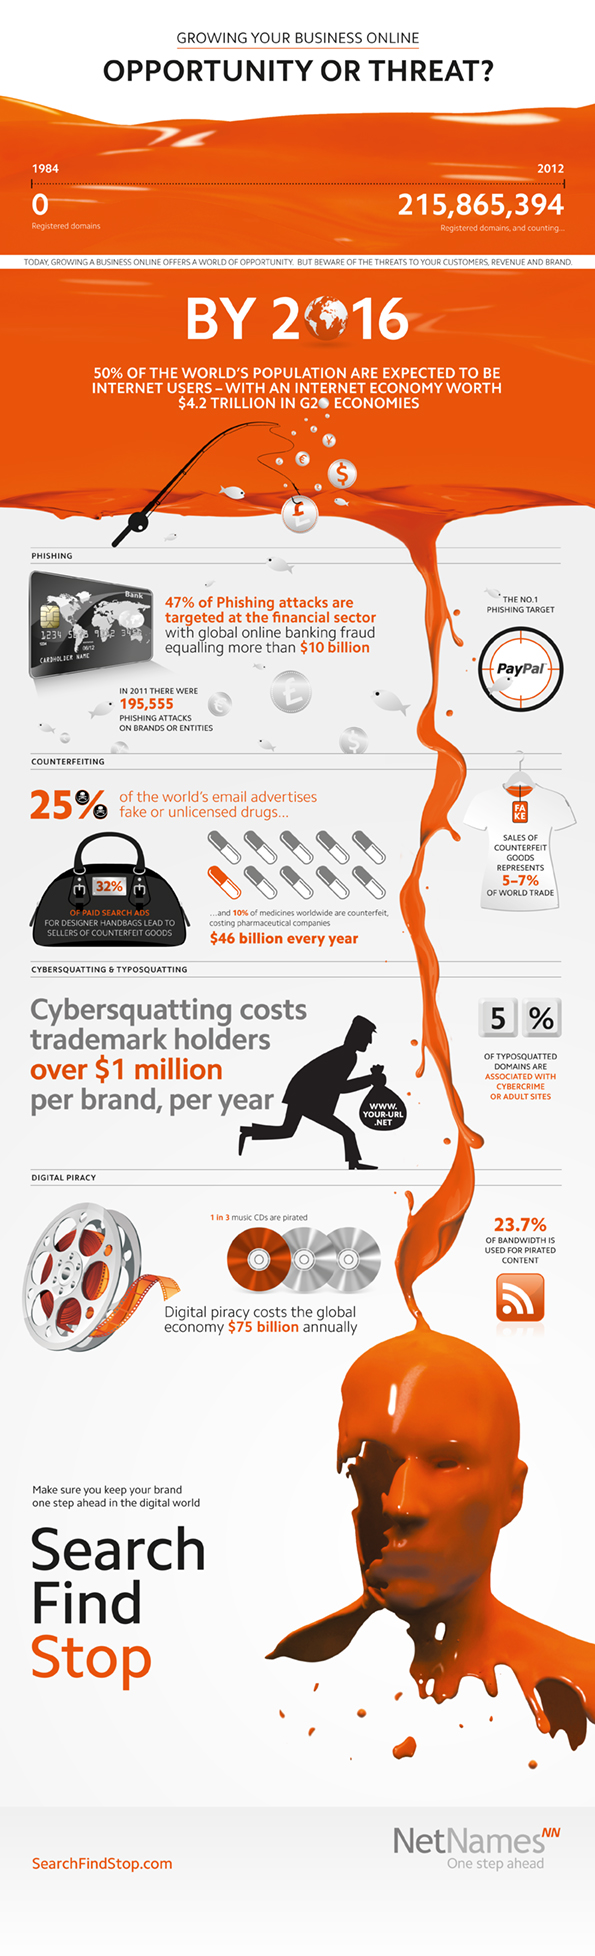 GROWING YOUR BUSINESS ONLINE
OPPORTUNITY OR THREAT?
1984
2012
0
215,865,394
Registered domains
Registered domains, and counting...
TODAY, GROWING A BUSINESS ONLINE OFFERS A WORLD OF OPPORTUNITY. BUT BEWARE OF THE THREATS TO YOUR CUSTOMERS, REVENUE AND BRAND.
BY 2016
50% OF THE WORLD'S POPULATION ARE EXPECTED TO BE
INTERNET USERS – WITH AN INTERNET ECONOMY WORTH
$4.2 TRILLION IN G20 ECONOMIES
¥
€
$
£
PHISHING
Bank
1234
CARDHOLDER NAME
47% of Phishing attacks are
targeted at the financial sector
with global online banking fraud
equalling more than $10 billion
THE NO.1
PHISHING TARGET
PayPal
IN 2011 THERE WERE
195,555
PHISHING ATTACKS
ON BRANDS OR ENTITIES
£
$
COUNTERFEITING
25%
of the world's email advertises
fake or unlicensed drugs...
32%
OF PAID SEARCH ADS
FOR DESIGNER HANDBAGS LEAD TO
SELLERS OF COUNTERFEIT GOODS
...and 10% of medicines worldwide are counterfeit,
costing pharmaceutical companies
$46 billion every year
FA
KE
SALES OF
COUNTERFEIT
GOODS
REPRESENTS
5–7%
OF WORLD TRADE
CYBERSQUATTING & TYPOSQUATTING
Cybersquatting costs
trademark holders
over $1 million
per brand, per year
WWW.
YOUR-URL
.NET
5 %
OF TYPOSQUATTED
DOMAINS ARE
ASSOCIATED WITH
CYBERCRIME
OR ADULT SITES
DIGITAL PIRACY
1 in 3 music CDs are pirated
Digital piracy costs the global
economy $75 billion annually
23.7%
OF BANDWIDTH IS
USED FOR PIRATED
CONTENT
Make sure you keep your brand
one step ahead in the digital world
Search
Find
Stop
SearchFindStop.com
NetNames NN
One step ahead